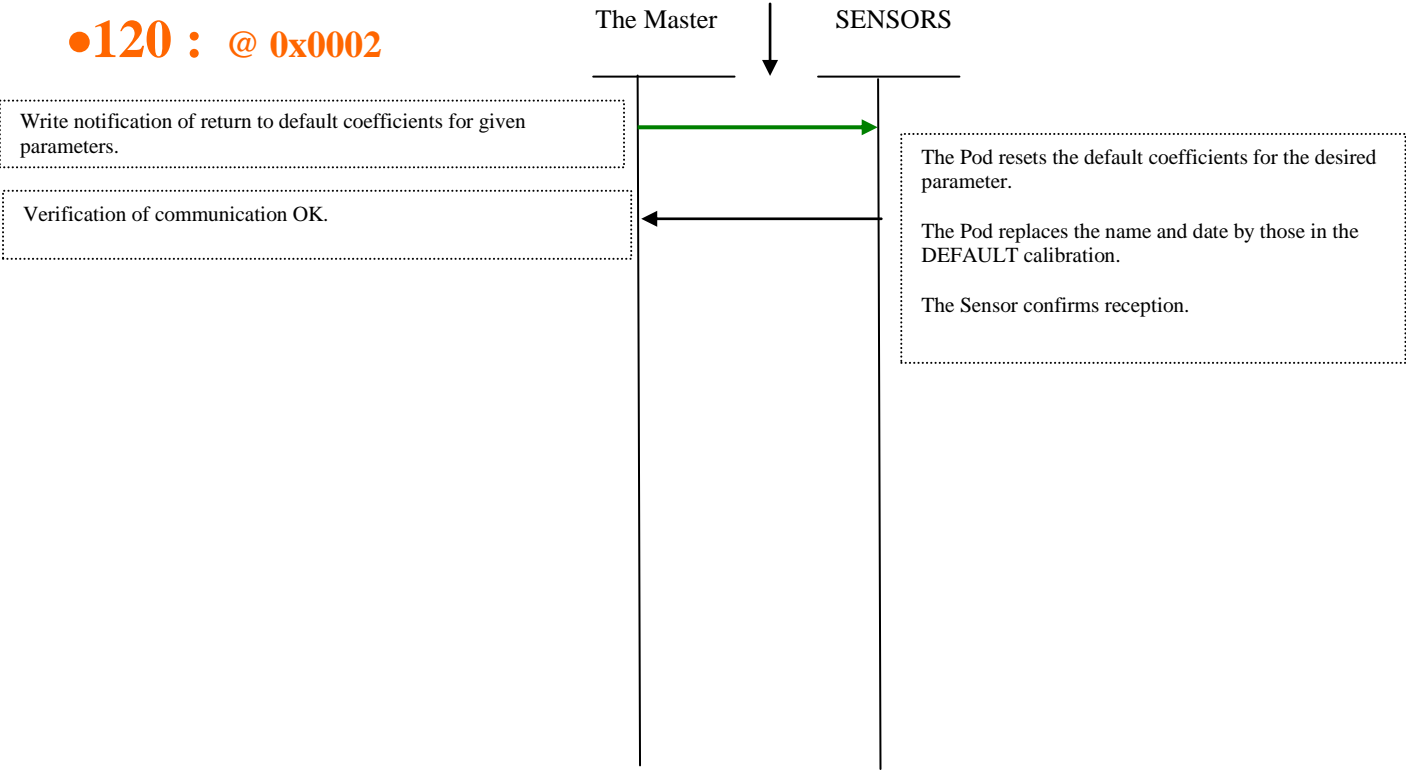 The Master
SENSORS
•120 : @ 0x0002
Write notification of return to default coefficients for given
parameters.
The Pod resets the default coefficients for the desired
parameter.
The Pod replaces the name and date by those in the
DEFAULT calibration.
The Sensor confirms reception.
Verification of communication OK.